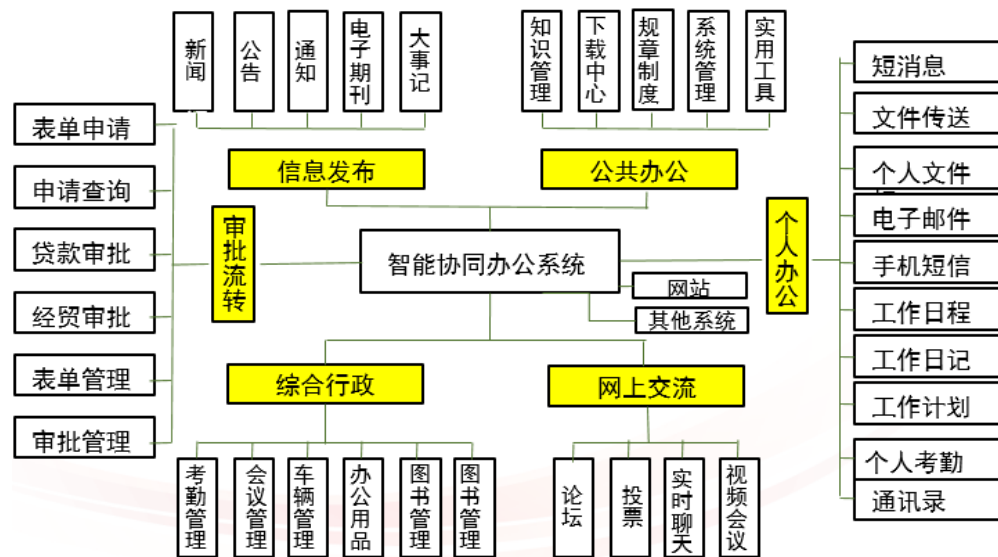 新闻
公告
通知
电子期刊
大事记
知识管理
下载中心
规章制度
系统管理
实用工具
信息发布
公共办公
表单申请
申请查询
贷款审批
经贸审批
表单管理
审批管理
审批流转
智能协同办公系统
网站
其他系统
个人办公
短消息
文件传送
个人文件
电子邮件
手机短信
工作日程
工作日记
工作计划
个人考勤
通讯录
综合行政
网上交流
考勤管理
会议管理
车辆管理
办公用品
图书管理
图书管理
论坛
投票
实时聊天
视频会议